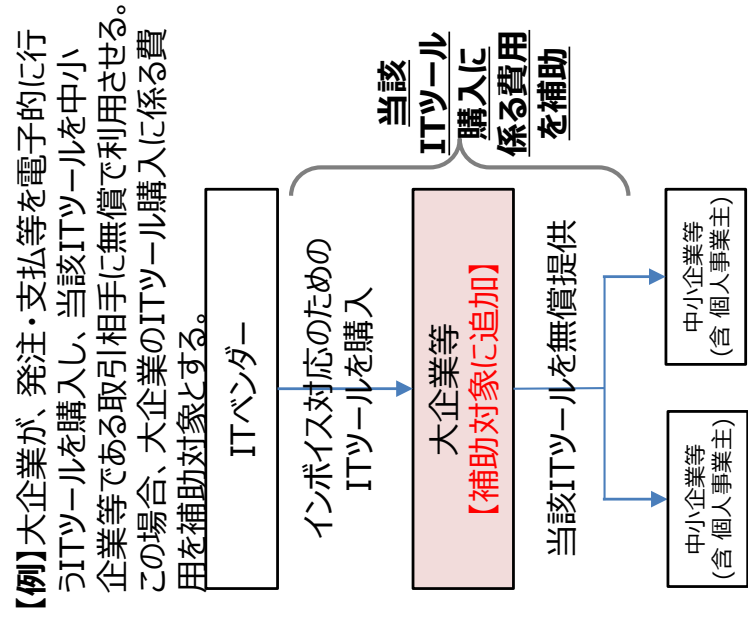 【例】大企業が、発注・支払等を電子的に行
うITツールを購入し、当該ITツールを中小
企業等である取引相手に無償で利用させる。
この場合、大企業のITツール購入に係る費
用を補助対象とする。
ITベンダー
インボイス対応のための
ITツールを購入
大企業等
【補助対象に追加】
当該ITツールを無償提供
中小企業等
(含 個人事業主)
中小企業等
(含 個人事業主)
当該
ITツール
購入に
係る費用
を補助